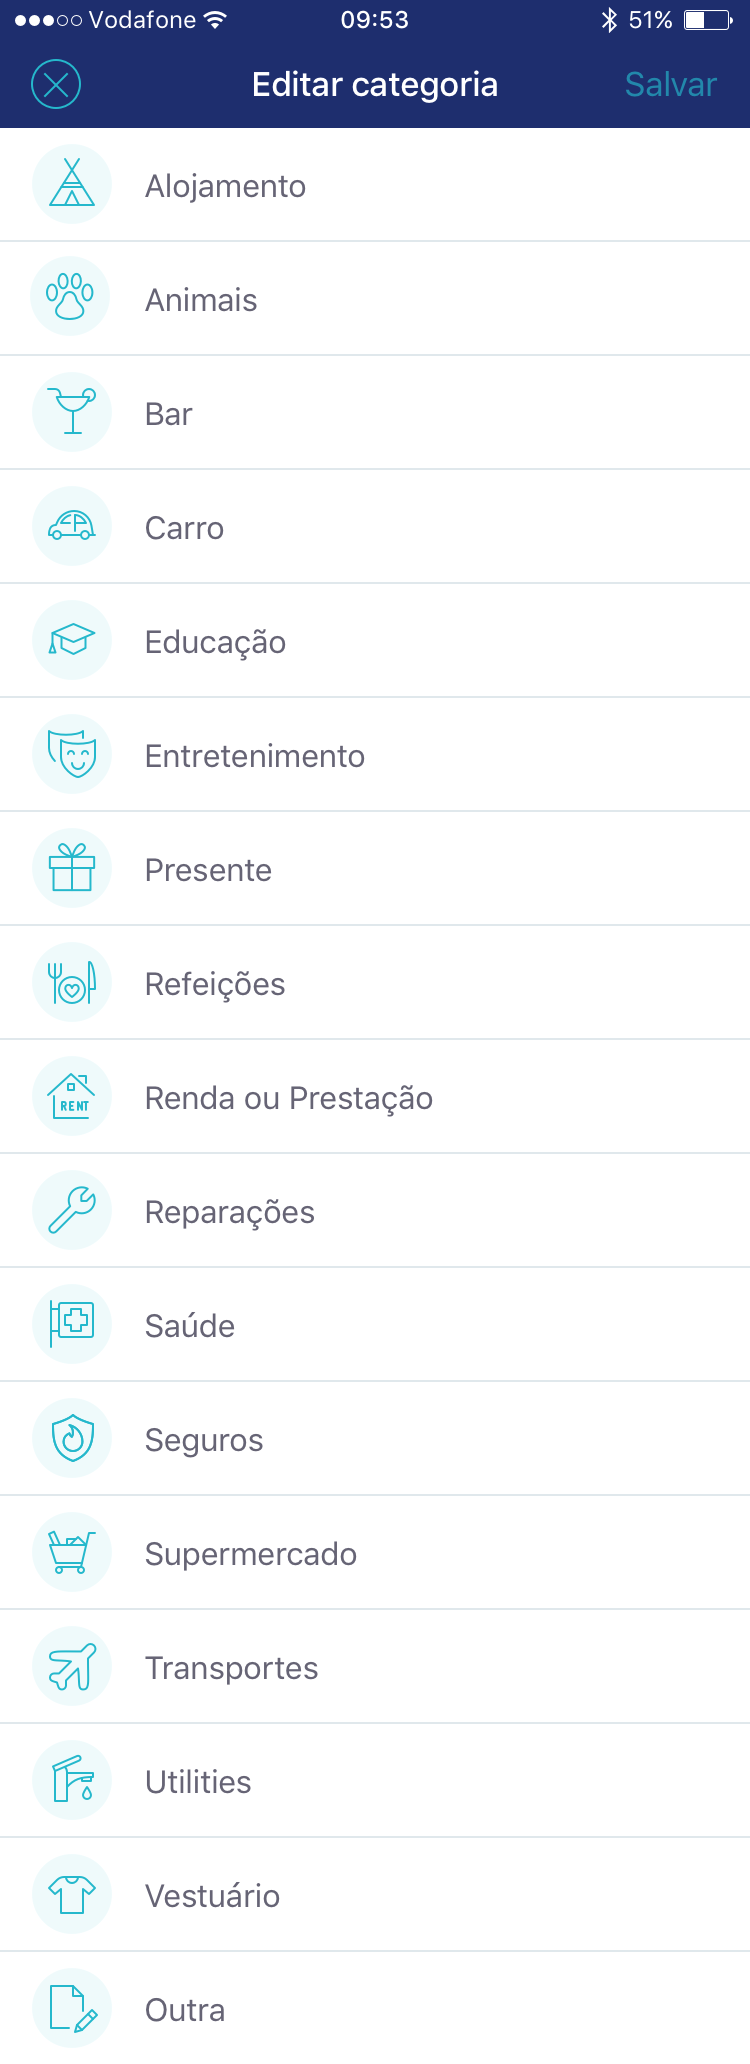 Vodafone 09:53 51%
Editar categoria Salvar
Alojamento
Animais
Bar
Carro
Educação
Entretenimento
Presente
Refeições
RENT
Renda ou Prestação
Reparações
Saúde
Seguros
Supermercado
Transportes
Utilities
Vestuário
Outra